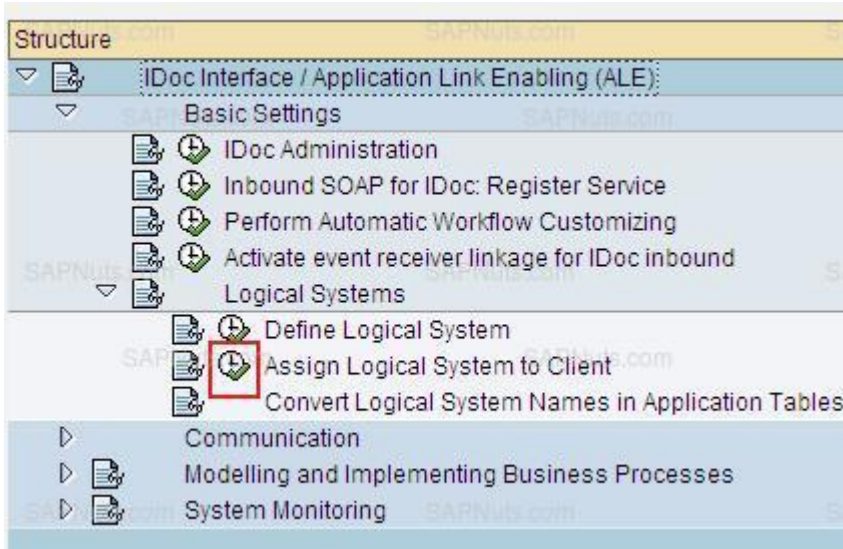 Structure
IDoc Interface / Application Link Enabling (ALE)
Basic Settings
IDoc Administration
Inbound SOAP for IDoc: Register Service
Perform Automatic Workflow Customizing
Activate event receiver linkage for IDoc inbound
Logical Systems
Define Logical System
Assign Logical System to Client
Convert Logical System Names in Application Tables
Communication
Modelling and Implementing Business Processes
System Monitoring
SAPNuts.com